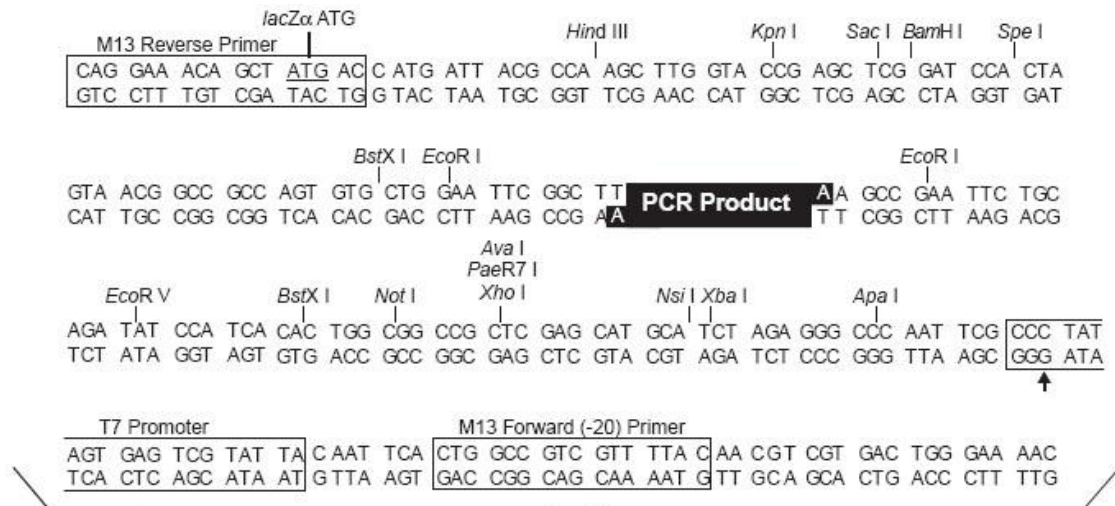 lacZα ATG
M13 Reverse Primer
Hind III Kpn I Sac I BamH I Spe I
CAG GAA ACA GCT ATG AC C ATG ATT ACG CCA AGC TTG GTA CCG AGC TCG GAT CCA CTA
GTC CTT TGT CGA TAC TG G TAC TAA TGC GGT TCG AAC CAT GGC TCG AGC CTA GGT GAT
BstX I EcoR I EcoR I
GTA ACG GCC GCC AGT GTG CTG GAA TTC GGC TT PCR Product A A GCC GAA TTC TGC
CAT TGC CGG CGG TCA CAC GAC CTT AAG CCG A A TT CGG CTT AAG ACG
Ava I
PaeR7 I
EcoR V BstX I Not I Xho I Nsi I Xba I Apa I
AGA TAT CCA TCA CAC TGG CGG CCG CTC GAG CAT GCA TCT AGA GGG CCC AAT TCG CCC TAT
TCT ATA GGT AGT GTG ACC GCC GGC GAG CTC GTA CGT AGA TCT CCC GGG TTA AGC GGG ATA
T7 Promoter M13 Forward (-20) Primer
AGT GAG TCG TAT TA C AAT TCA CTG GCC GTC GTT TTA C AA CGT CGT GAC TGG GAA AAC
TCA CTC AGC ATA AT G TTA AGT GAC CGG CAG CAA AAT G TT GCA GCA CTG ACC CTT TTG